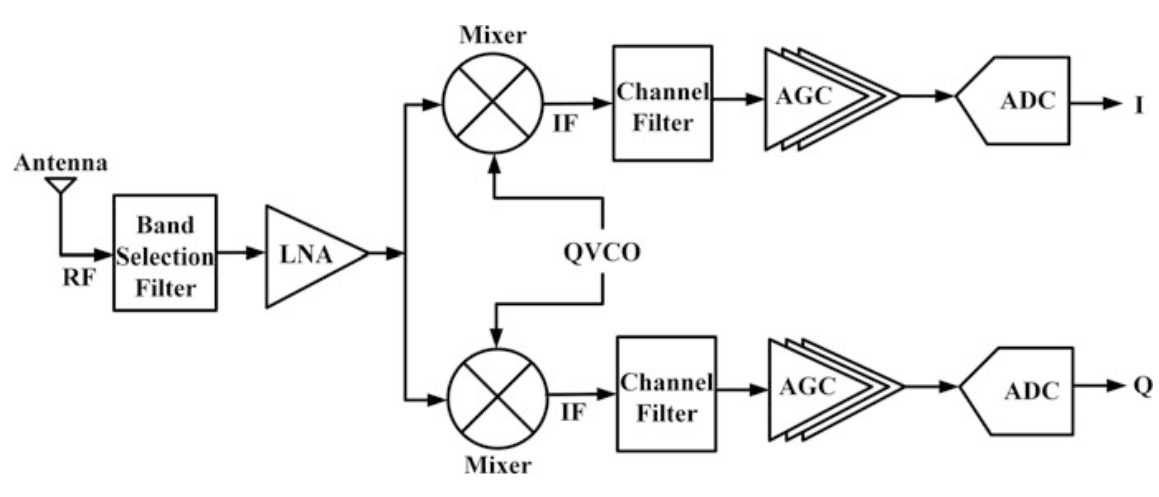 Mixer
Channel
Filter
AGC
ADC
I
IF
Antenna
RF
Band
Selection
Filter
LNA
QVCO
Channel
Filter
AGC
ADC
Q
IF
Mixer